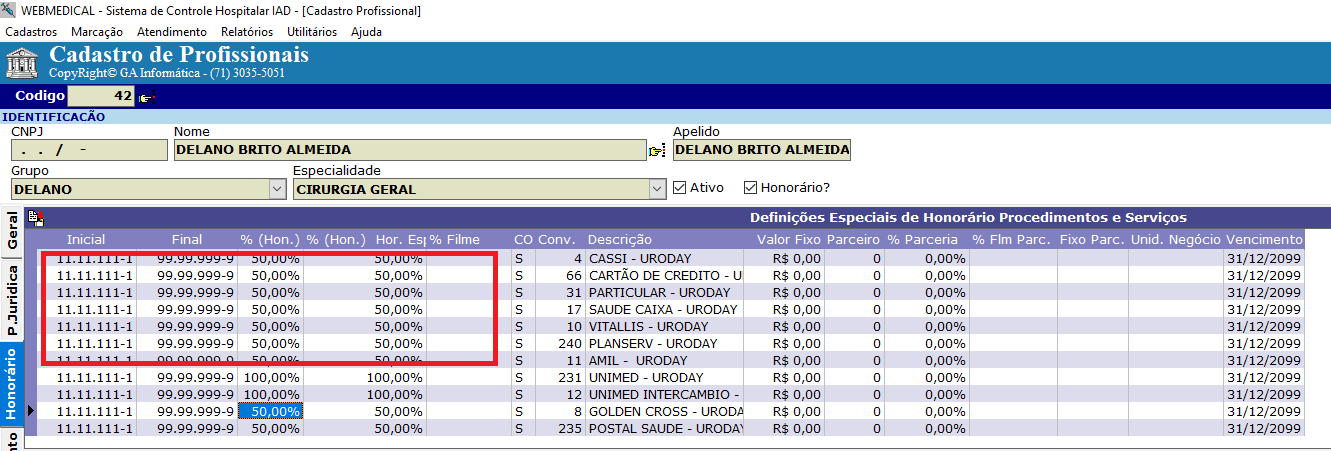 WEBMEDICAL - Sistema de Controle Hospitalar IAD - [Cadastro Profissional]
Cadastros Marcação Atendimento Relatórios Utilitários Ajuda
Cadastro de Profissionais
CopyRight© GA Informática - (71) 3035-5051
Codigo 42
IDENTIFICACÃO
CNPJ Nome Apelido
. . / - DELANO BRITO ALMEIDA DELANO BRITO ALMEIDA
Grupo Especialidade
DELANO CIRURGIA GERAL Ativo Honorário?
Geral
P.Juridica
Honorário
Definições Especiais de Honorário Procedimentos e Serviços
Inicial Final % (Hon.) % (Hon.) Hor. Esp % Filme CO Conv. Descrição Valor Fixo Parceiro % Parceria % Flm Parc. Fixo Parc. Unid. Negócio Vencimento
11.11.111-1 99.99.999-9 50,00% 50,00% S 4 CASSI - URODAY R$ 0,00 0 0,00% 31/12/2099
11.11.111-1 99.99.999-9 50,00% 50,00% S 66 CARTÃO DE CREDITO - U R$ 0,00 0 0,00% 31/12/2099
11.11.111-1 99.99.999-9 50,00% 50,00% S 31 PARTICULAR - URODAY R$ 0,00 0 0,00% 31/12/2099
11.11.111-1 99.99.999-9 50,00% 50,00% S 17 SAUDE CAIXA - URODAY R$ 0,00 0 0,00% 31/12/2099
11.11.111-1 99.99.999-9 50,00% 50,00% S 10 VITALLIS - URODAY R$ 0,00 0 0,00% 31/12/2099
11.11.111-1 99.99.999-9 50,00% 50,00% S 240 PLANSERV - URODAY R$ 0,00 0 0,00% 31/12/2099
11.11.111-1 99.99.999-9 50,00% 50,00% S 11 AMIL - URODAY R$ 0,00 0 0,00% 31/12/2099
11.11.111-1 99.99.999-9 100,00% 100,00% S 231 UNIMED - URODAY R$ 0,00 0 0,00% 31/12/2099
11.11.111-1 99.99.999-9 100,00% 100,00% S 12 UNIMED INTERCAMBIO - R$ 0,00 0 0,00% 31/12/2099
11.11.111-1 99.99.999-9 50,00% 50,00% S 8 GOLDEN CROSS - URODA R$ 0,00 0 0,00% 31/12/2099
11.11.111-1 99.99.999-9 50,00% 50,00% S 235 POSTAL SAUDE - URODAY R$ 0,00 0 0,00% 31/12/2099